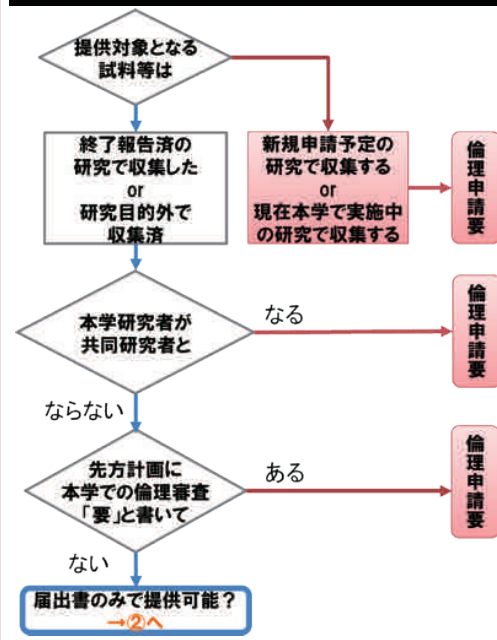 提供対象となる
試料等は
終了報告済の
研究で収集した
or
研究目的外で
収集済
新規申請予定の
研究で収集する
or
現在本学で実施中
の研究で収集する
倫理申請要
本学研究者が
共同研究者と
なる
倫理申請要
ならない
先方計画に
本学での倫理審査
「要」と書いて
ある
倫理申請要
ない
届出書のみで提供可能？
→②へ